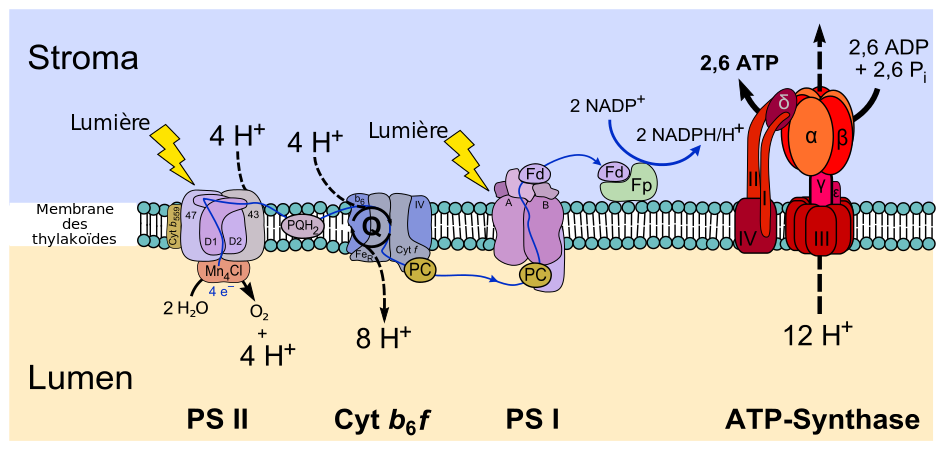 Stroma
Lumière
4 H⁺
4 H⁺
Lumière
2 NADP⁺
2 NADPH/H⁺
2,6 ATP
2,6 ADP
+ 2,6 Pᵢ
Membrane
des
thylakoïdes
Cyt b₅₅₉
47
43
D1
D2
Mn₄Cl
4 e⁻
2 H₂O
O₂
+
4 H⁺
PQH₂
b₆
IV
Q
Fe_R
Cyt f
PC
8 H⁺
Fd
A
B
PC
Fd
Fp
δ
α
β
γ
ε
II
I
IV
III
12 H⁺
Lumen
PS II
Cyt b₆f
PS I
ATP-Synthase